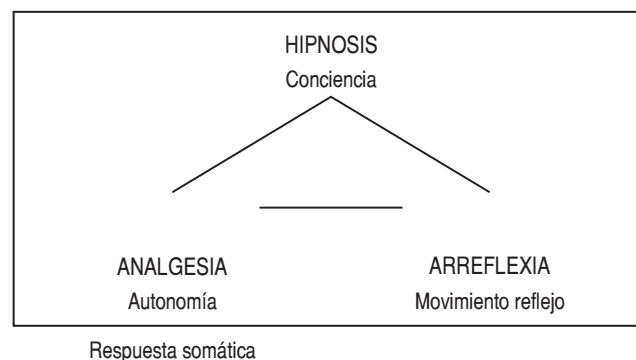 HIPNOSIS
Conciencia
ANALGESIA
ARREFLEXIA
Autonomía
Movimiento reflejo
Respuesta somática